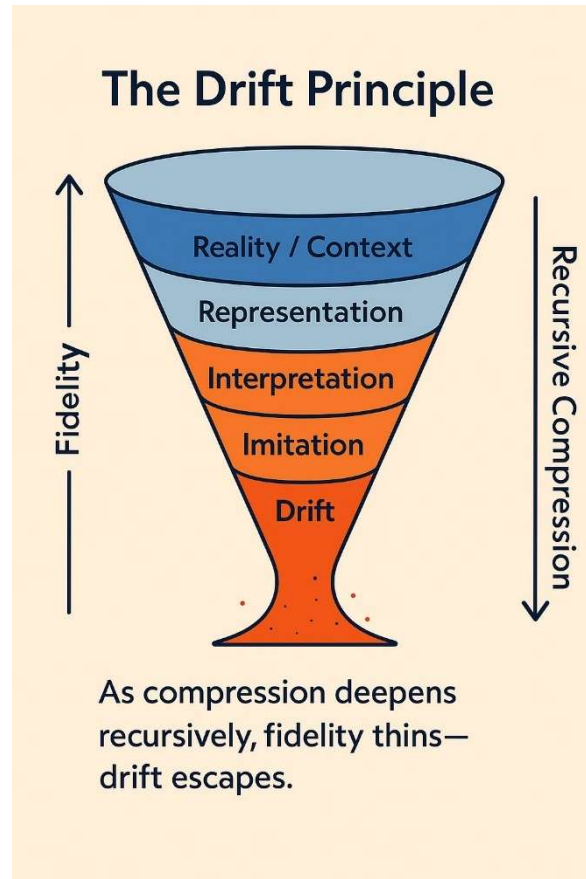 The Drift Principle
Reality / Context
Representation
Interpretation
Imitation
Drift
Fidelity
Recursive Compression
As compression deepens
recursively, fidelity thins—
drift escapes.